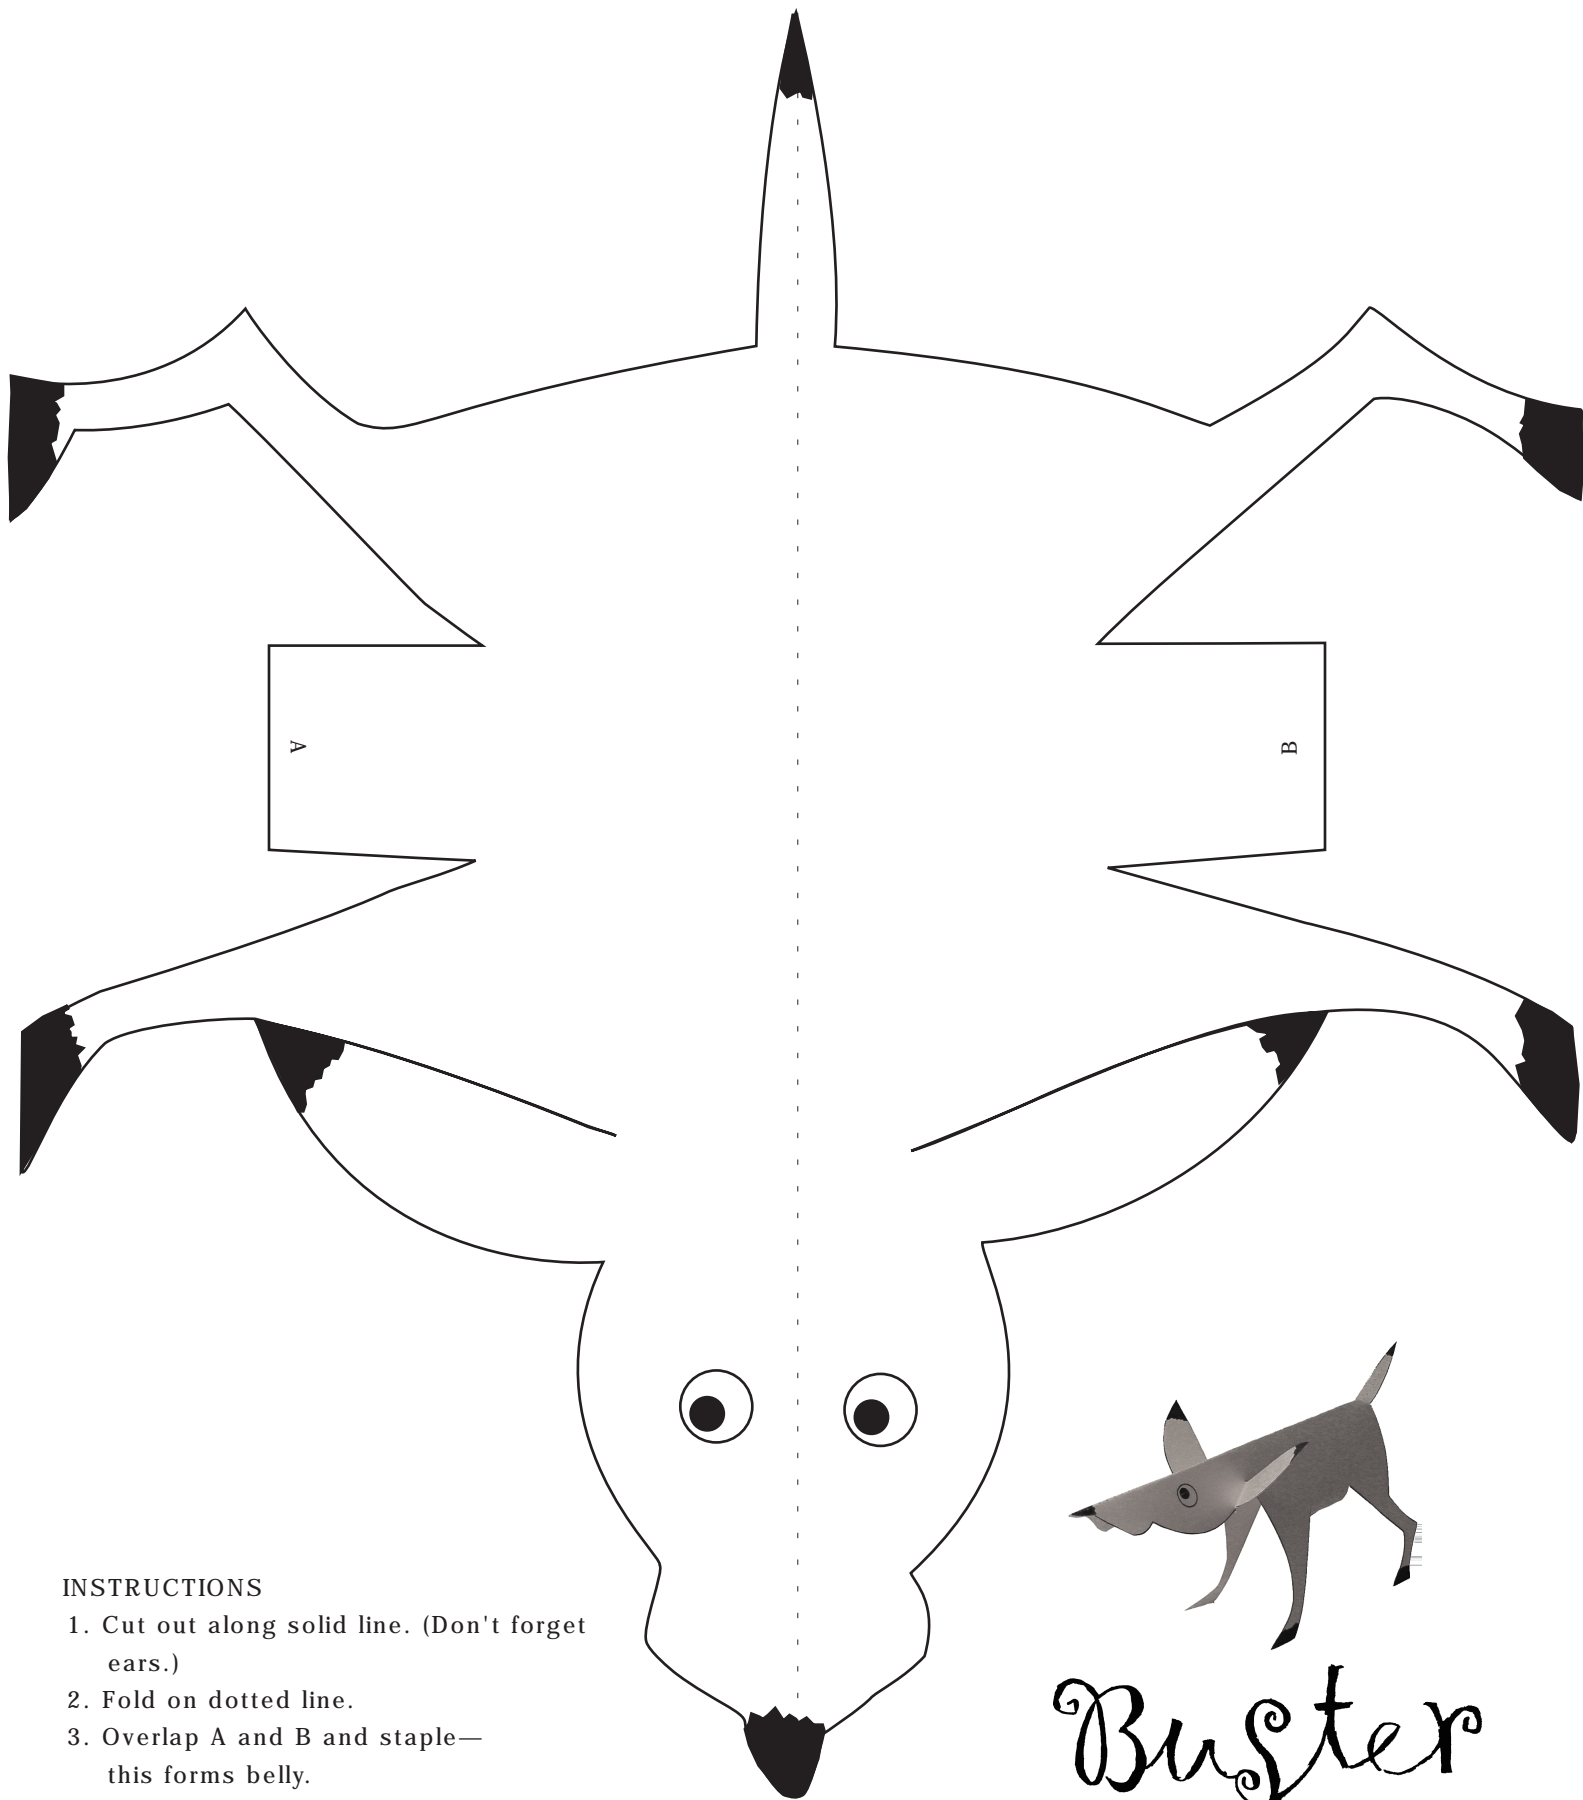 A
B
INSTRUCTIONS
1. Cut out along solid line. (Don't forget
ears.)
2. Fold on dotted line.
3. Overlap A and B and staple—
this forms belly.
Buster